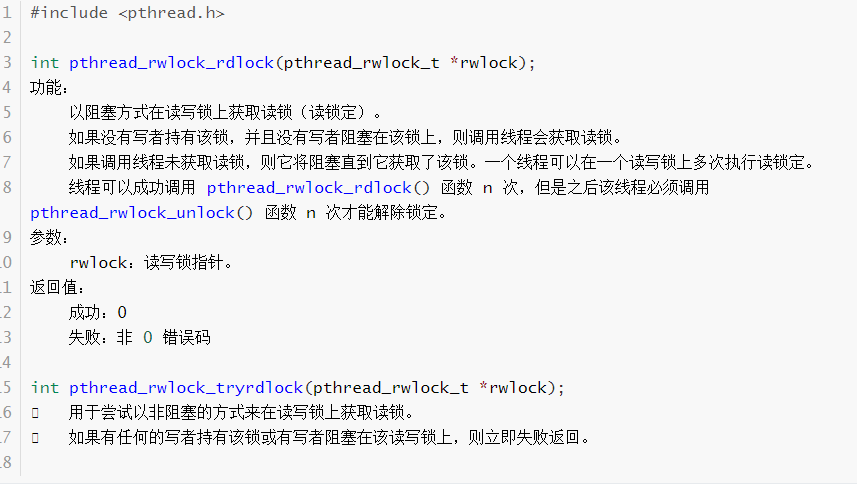 1 #include <pthread.h>
2
3 int pthread_rwlock_rdlock(pthread_rwlock_t *rwlock);
4 功能：
5 以阻塞方式在读写锁上获取读锁（读锁定）。
6 如果没有写者持有该锁，并且没有写者阻塞在该锁上，则调用线程会获取读锁。
7 如果调用线程未获取读锁，则它将阻塞直到它获取了该锁。一个线程可以在一个读写锁上多次执行读锁定。
8 线程可以成功调用 pthread_rwlock_rdlock() 函数 n 次，但是之后该线程必须调用
pthread_rwlock_unlock() 函数 n 次才能解除锁定。
9 参数：
10 rwlock：读写锁指针。
11 返回值：
12 成功：0
13 失败：非 0 错误码
14
15 int pthread_rwlock_tryrdlock(pthread_rwlock_t *rwlock);
16 用于尝试以非阻塞的方式来在读写锁上获取读锁。
17 如果有任何的写者持有该锁或有写者阻塞在该读写锁上，则立即失败返回。
18